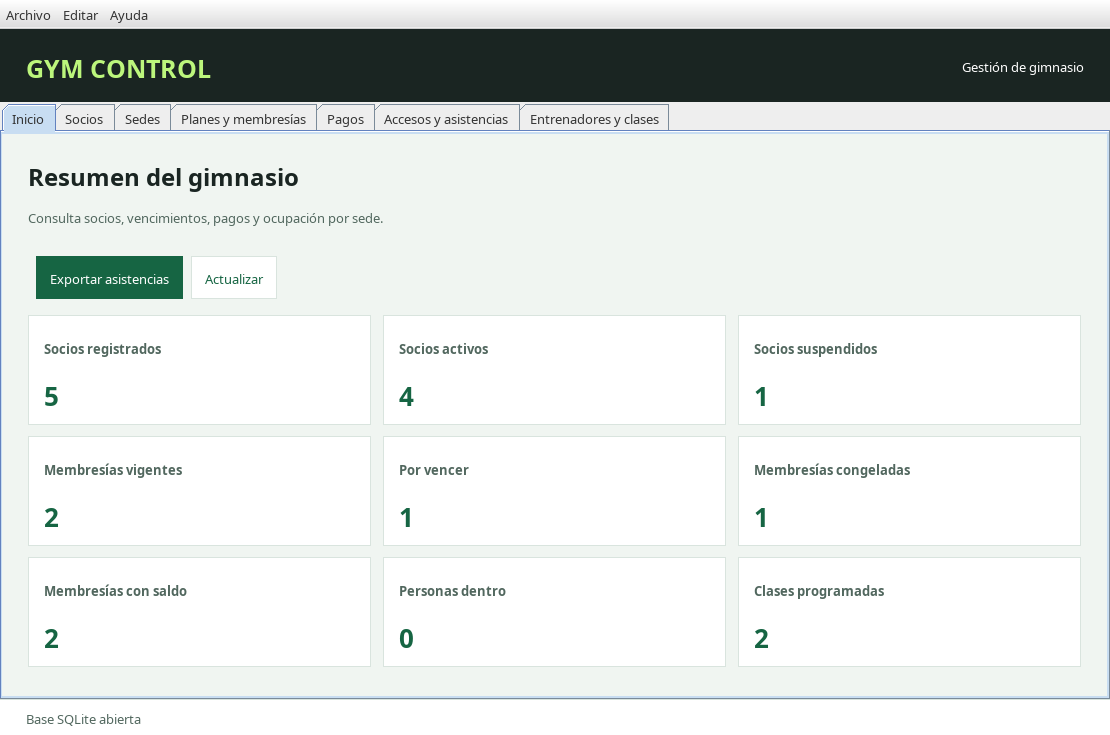 Archivo Editar Ayuda
GYM CONTROL
Gestión de gimnasio
Inicio Socios Sedes Planes y membresías Pagos Accesos y asistencias Entrenadores y clases
Resumen del gimnasio
Consulta socios, vencimientos, pagos y ocupación por sede.
Exportar asistencias Actualizar
Socios registrados
5
Socios activos
4
Socios suspendidos
1
Membresías vigentes
2
Por vencer
1
Membresías congeladas
1
Membresías con saldo
2
Personas dentro
0
Clases programadas
2
Base SQLite abierta